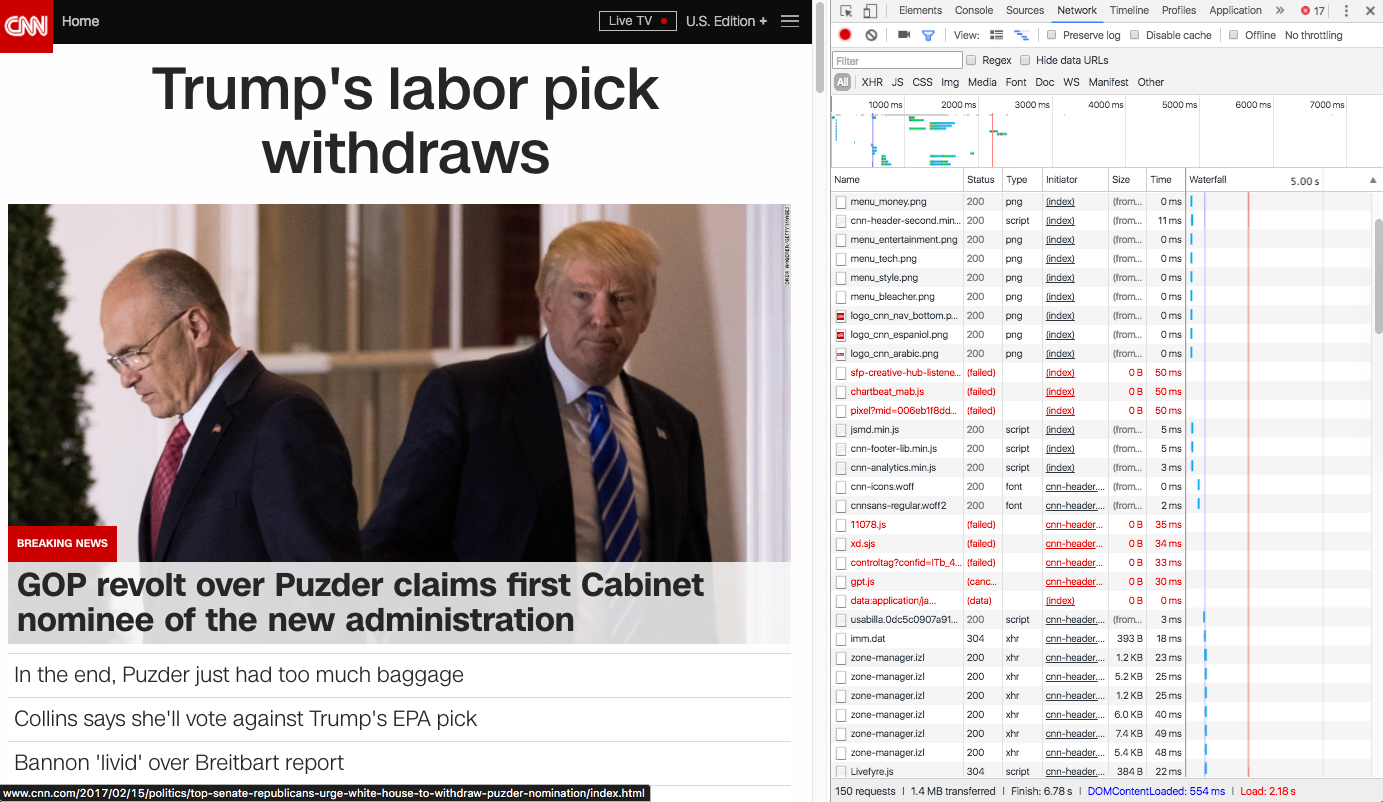 CNN
Home
Live TV
U.S. Edition +
Trump's labor pick
withdraws
BREAKING NEWS
GOP revolt over Puzder claims first Cabinet
nominee of the new administration
In the end, Puzder just had too much baggage
Collins says she'll vote against Trump's EPA pick
Bannon 'livid' over Breitbart report
www.cnn.com/2017/02/15/politics/top-senate-republicans-urge-white-house-to-withdraw-puzder-nomination/index.html
Elements Console Sources Network Timeline Profiles Application » 17
View: Preserve log Disable cache Offline No throttling
Filter Regex Hide data URLs
All XHR JS CSS Img Media Font Doc WS Manifest Other
1000 ms 2000 ms 3000 ms 4000 ms 5000 ms 6000 ms 7000 ms
Name Status Type Initiator Size Time Waterfall 5.00 s
menu_money.png 200 png (index) (from... 0 ms
cnn-header-second.min... 200 script (index) (from... 11 ms
menu_entertainment.png 200 png (index) (from... 0 ms
menu_tech.png 200 png (index) (from... 0 ms
menu_style.png 200 png (index) (from... 0 ms
menu_bleacher.png 200 png (index) (from... 0 ms
logo_cnn_nav_bottom.p... 200 png (index) (from... 0 ms
logo_cnn_espaniol.png 200 png (index) (from... 0 ms
logo_cnn_arabic.png 200 png (index) (from... 0 ms
sfp-creative-hub-listene... (failed) (index) 0 B 50 ms
chartbeat_mab.js (failed) (index) 0 B 50 ms
pixel?mid=006eb1f8dd... (failed) (index) 0 B 50 ms
jsmd.min.js 200 script (index) (from... 5 ms
cnn-footer-lib.min.js 200 script (index) (from... 5 ms
cnn-analytics.min.js 200 script (index) (from... 3 ms
cnn-icons.woff 200 font cnn-header.... (from... 0 ms
cnnsans-regular.woff2 200 font cnn-header.... (from... 2 ms
11078.js (failed) cnn-header... 0 B 35 ms
xd.sjs (failed) cnn-header... 0 B 34 ms
controltag?confid=ITb_4... (failed) cnn-header... 0 B 33 ms
gpt.js (canc... cnn-header... 0 B 30 ms
data:application/ja... (data) (index) 0 B 0 ms
usabilla.0dc5c0907a91... 200 script cnn-header.... (from... 3 ms
imm.dat 304 xhr cnn-header.... 393 B 18 ms
zone-manager.izl 200 xhr cnn-header.... 1.2 KB 23 ms
zone-manager.izl 200 xhr cnn-header.... 5.2 KB 25 ms
zone-manager.izl 200 xhr cnn-header.... 1.2 KB 25 ms
zone-manager.izl 200 xhr cnn-header.... 6.0 KB 40 ms
zone-manager.izl 200 xhr cnn-header.... 7.4 KB 49 ms
zone-manager.izl 200 xhr cnn-header.... 5.4 KB 48 ms
Livefyre.js 304 script cnn-header.... 384 B 22 ms
150 requests | 1.4 MB transferred | Finish: 6.78 s | DOMContentLoaded: 554 ms | Load: 2.18 s